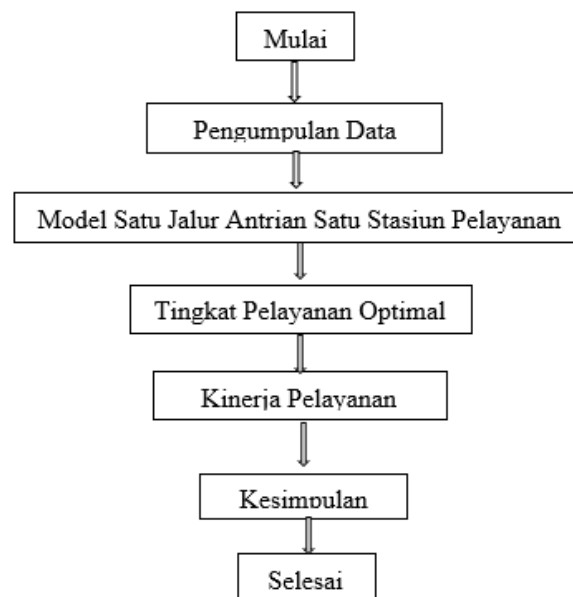 Mulai
Pengumpulan Data
Model Satu Jalur Antrian Satu Stasiun Pelayanan
Tingkat Pelayanan Optimal
Kinerja Pelayanan
Kesimpulan
Selesai